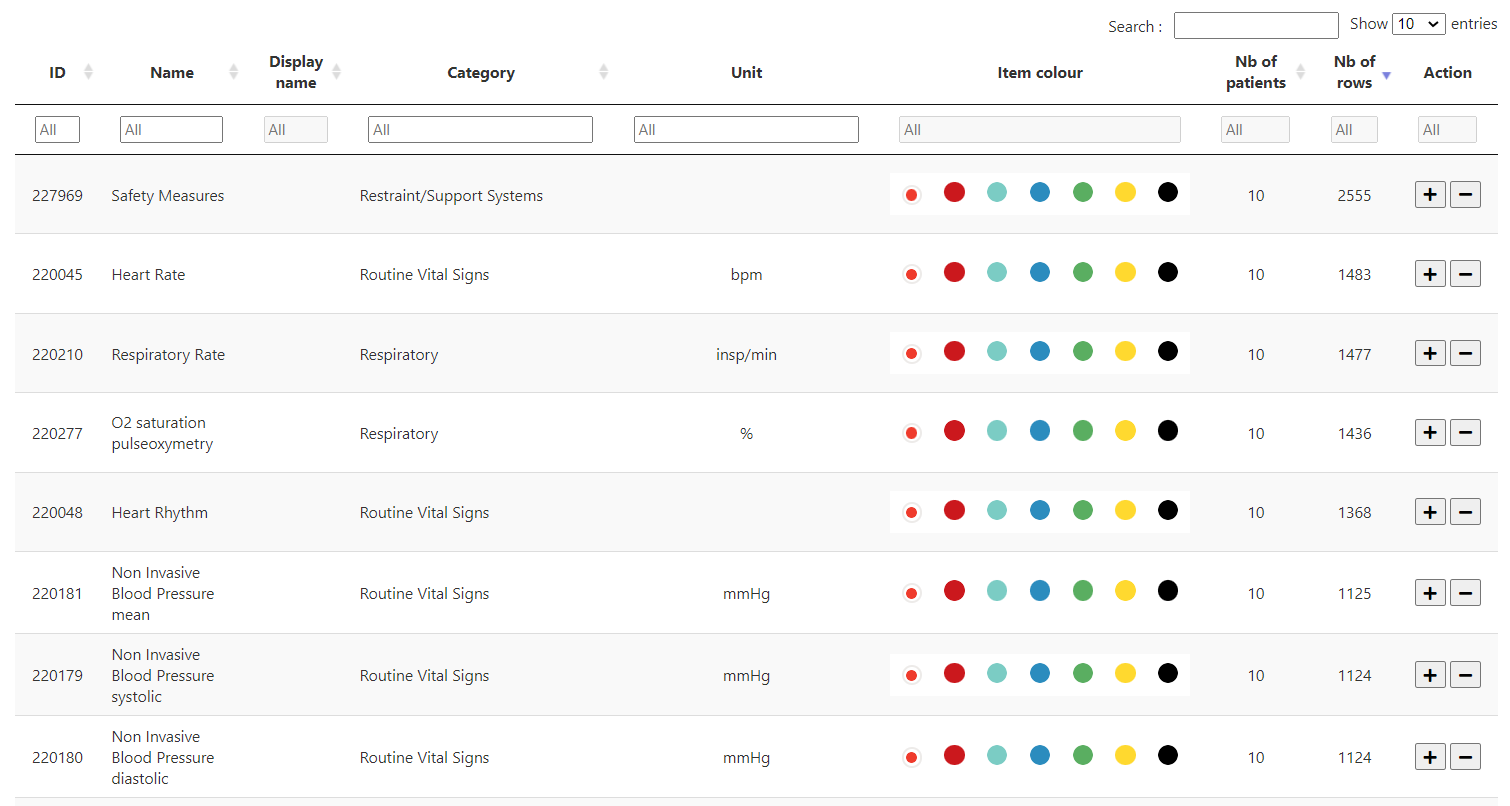 Search : Show 10 entries
ID Name Display name Category Unit Item colour Nb of patients Nb of rows Action
All All All All All All All All All
227969 Safety Measures Restraint/Support Systems 10 2555 + −
220045 Heart Rate Routine Vital Signs bpm 10 1483 + −
220210 Respiratory Rate Respiratory insp/min 10 1477 + −
220277 O2 saturation pulseoxymetry Respiratory % 10 1436 + −
220048 Heart Rhythm Routine Vital Signs 10 1368 + −
220181 Non Invasive Blood Pressure mean Routine Vital Signs mmHg 10 1125 + −
220179 Non Invasive Blood Pressure systolic Routine Vital Signs mmHg 10 1124 + −
220180 Non Invasive Blood Pressure diastolic Routine Vital Signs mmHg 10 1124 + −